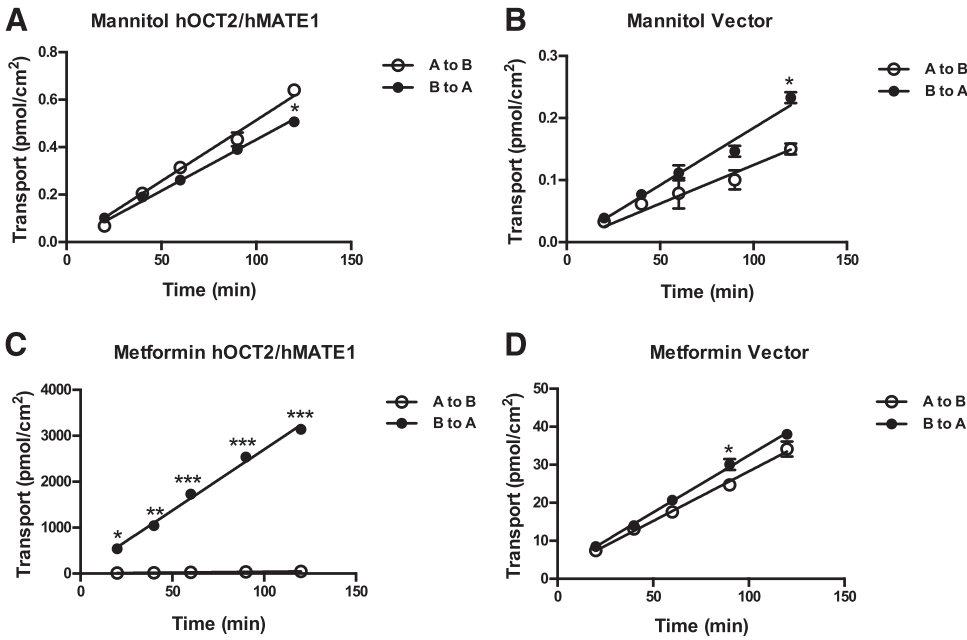 A
Mannitol hOCT2/hMATE1
0.8
0.6
0.4
0.2
0.0
0 50 100 150
Transport (pmol/cm²)
Time (min)
A to B
B to A
*
B
Mannitol Vector
0.3
0.2
0.1
0.0
0 50 100 150
Transport (pmol/cm²)
Time (min)
A to B
B to A
*
C
Metformin hOCT2/hMATE1
4000
3000
2000
1000
0
0 50 100 150
Transport (pmol/cm²)
Time (min)
A to B
B to A
* ** *** *** ***
D
Metformin Vector
50
40
30
20
10
0
0 50 100 150
Transport (pmol/cm²)
Time (min)
A to B
B to A
*